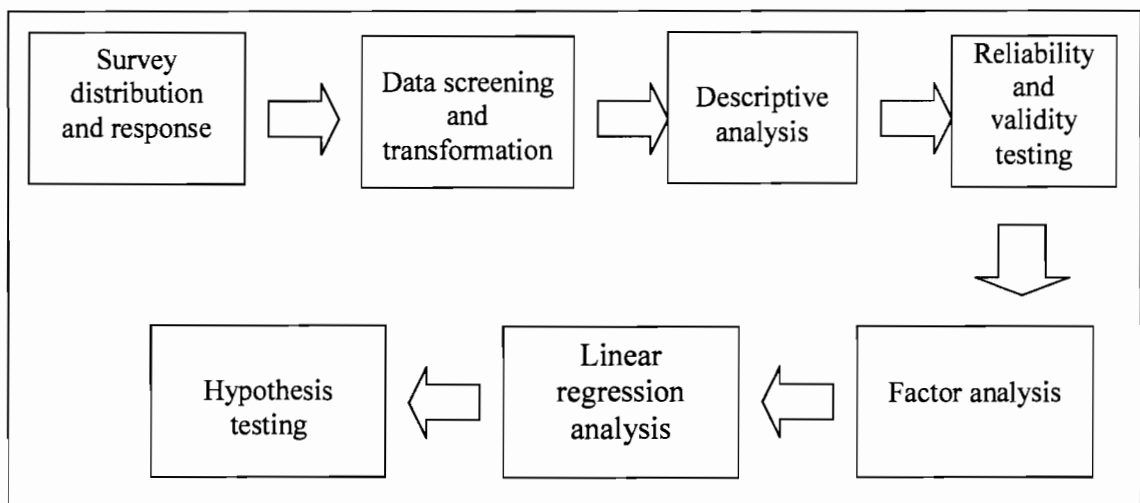 Survey
distribution
and response
Data screening
and
transformation
Descriptive
analysis
Reliability
and
validity
testing
Factor analysis
Linear
regression
analysis
Hypothesis
testing